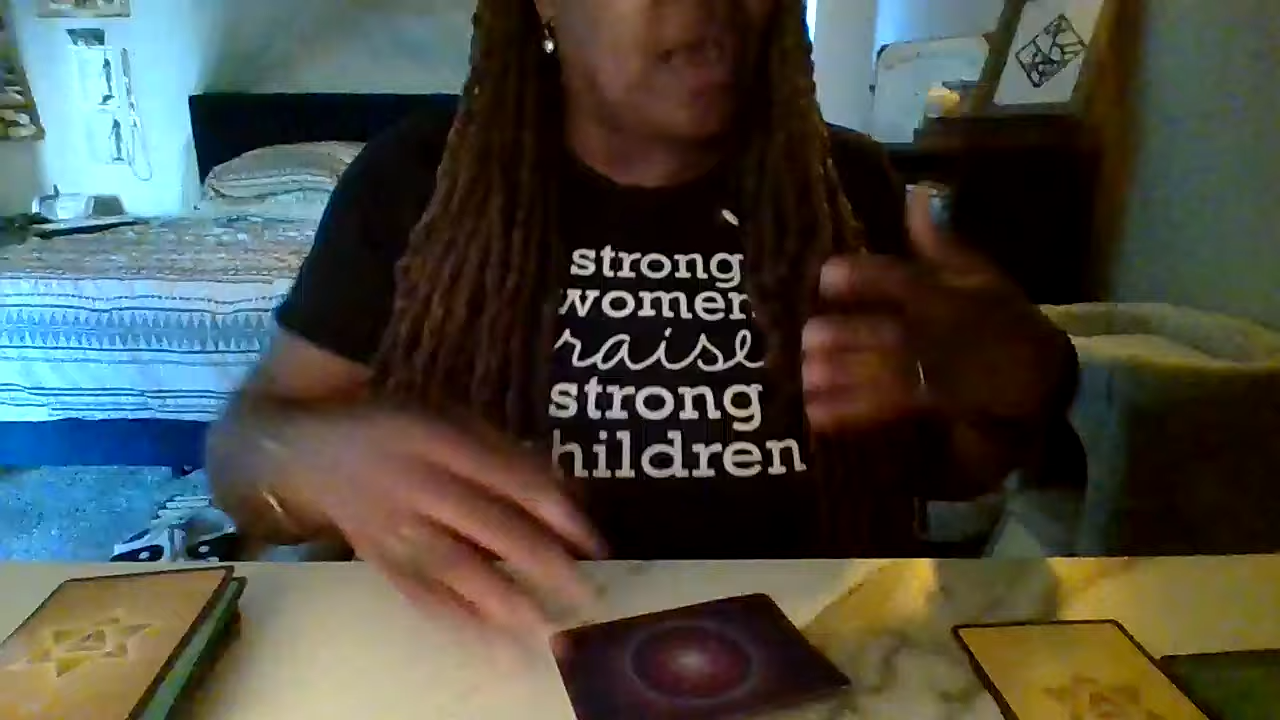 strong
women
raise
strong
hildren